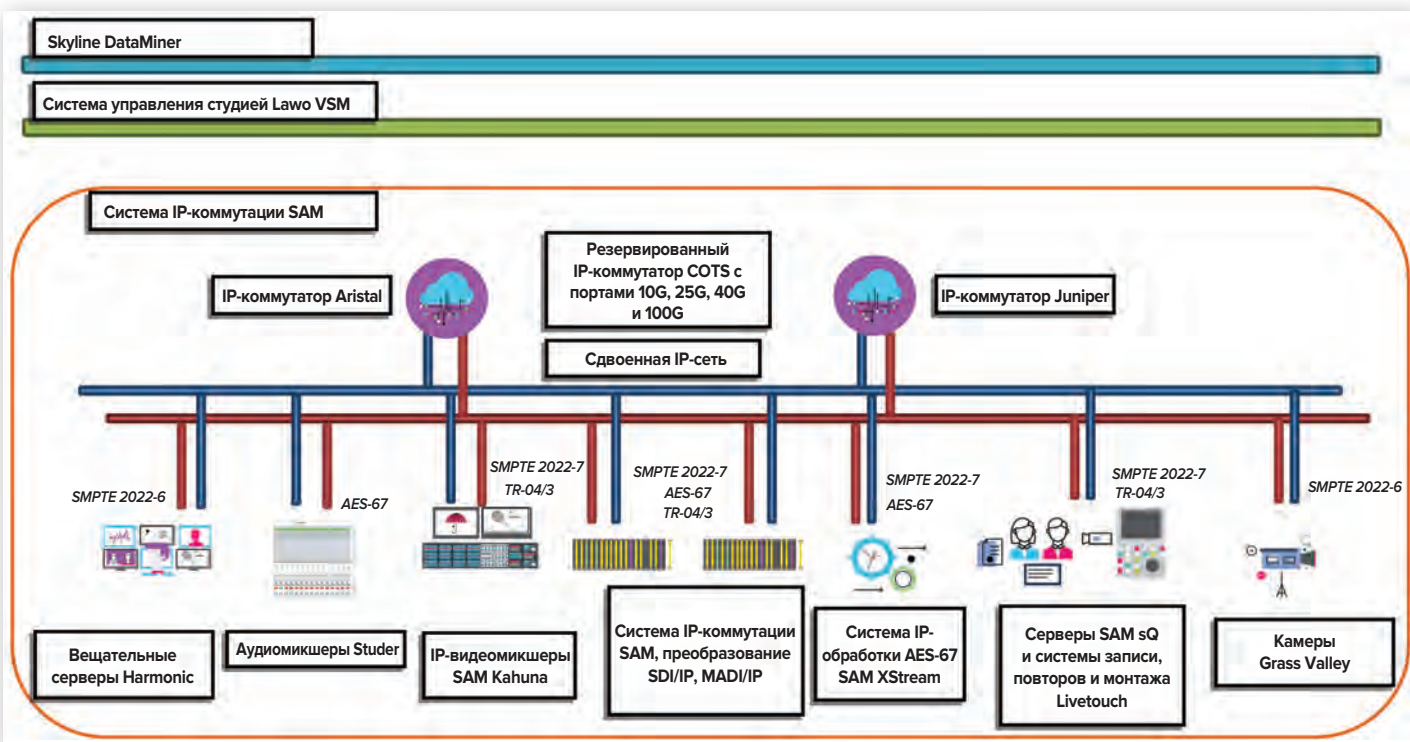 Skyline DataMiner
Система управления студией Lawo VSM
Система IP-коммутации SAM
IP-коммутатор Aristal
Резервированный
IP-коммутатор COTS с
портами 10G, 25G, 40G
и 100G
IP-коммутатор Juniper
Сдвоенная IP-сеть
SMPTE 2022-6
AES-67
SMPTE 2022-7
TR-04/3
SMPTE 2022-7
AES-67
TR-04/3
SMPTE 2022-7
AES-67
SMPTE 2022-7
TR-04/3
SMPTE 2022-6
Вещательные
серверы Harmonic
Аудиомикшеры Studer
IP-видеомикшеры
SAM Kahuna
Система IP-коммутации
SAM, преобразование
SDI/IP, MADI/IP
Система IP-
обработки AES-67
SAM XStream
Серверы SAM sQ
и системы записи,
повторов и монтажа
Livetouch
Камеры
Grass Valley